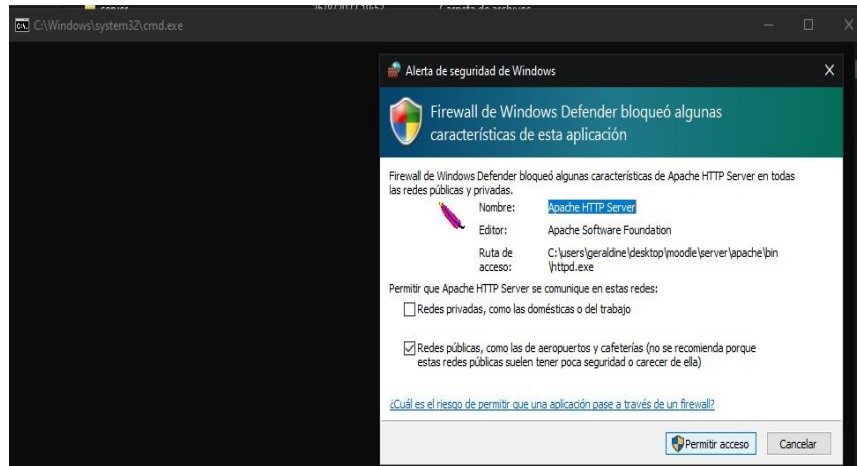 C:\Windows\system32\cmd.exe
Alerta de seguridad de Windows
Firewall de Windows Defender bloqueó algunas
características de esta aplicación
Firewall de Windows Defender bloqueó algunas características de Apache HTTP Server en todas
las redes públicas y privadas.
Nombre: Apache HTTP Server
Editor: Apache Software Foundation
Ruta de C:\users\geraldine\desktop\moodle\server\apache\bin
acceso: \httpd.exe
Permitir que Apache HTTP Server se comunique en estas redes:
Redes privadas, como las domésticas o del trabajo
Redes públicas, como las de aeropuertos y cafeterías (no se recomienda porque
estas redes públicas suelen tener poca seguridad o carecer de ella)
¿Cuál es el riesgo de permitir que una aplicación pase a través de un firewall?
Permitir acceso Cancelar